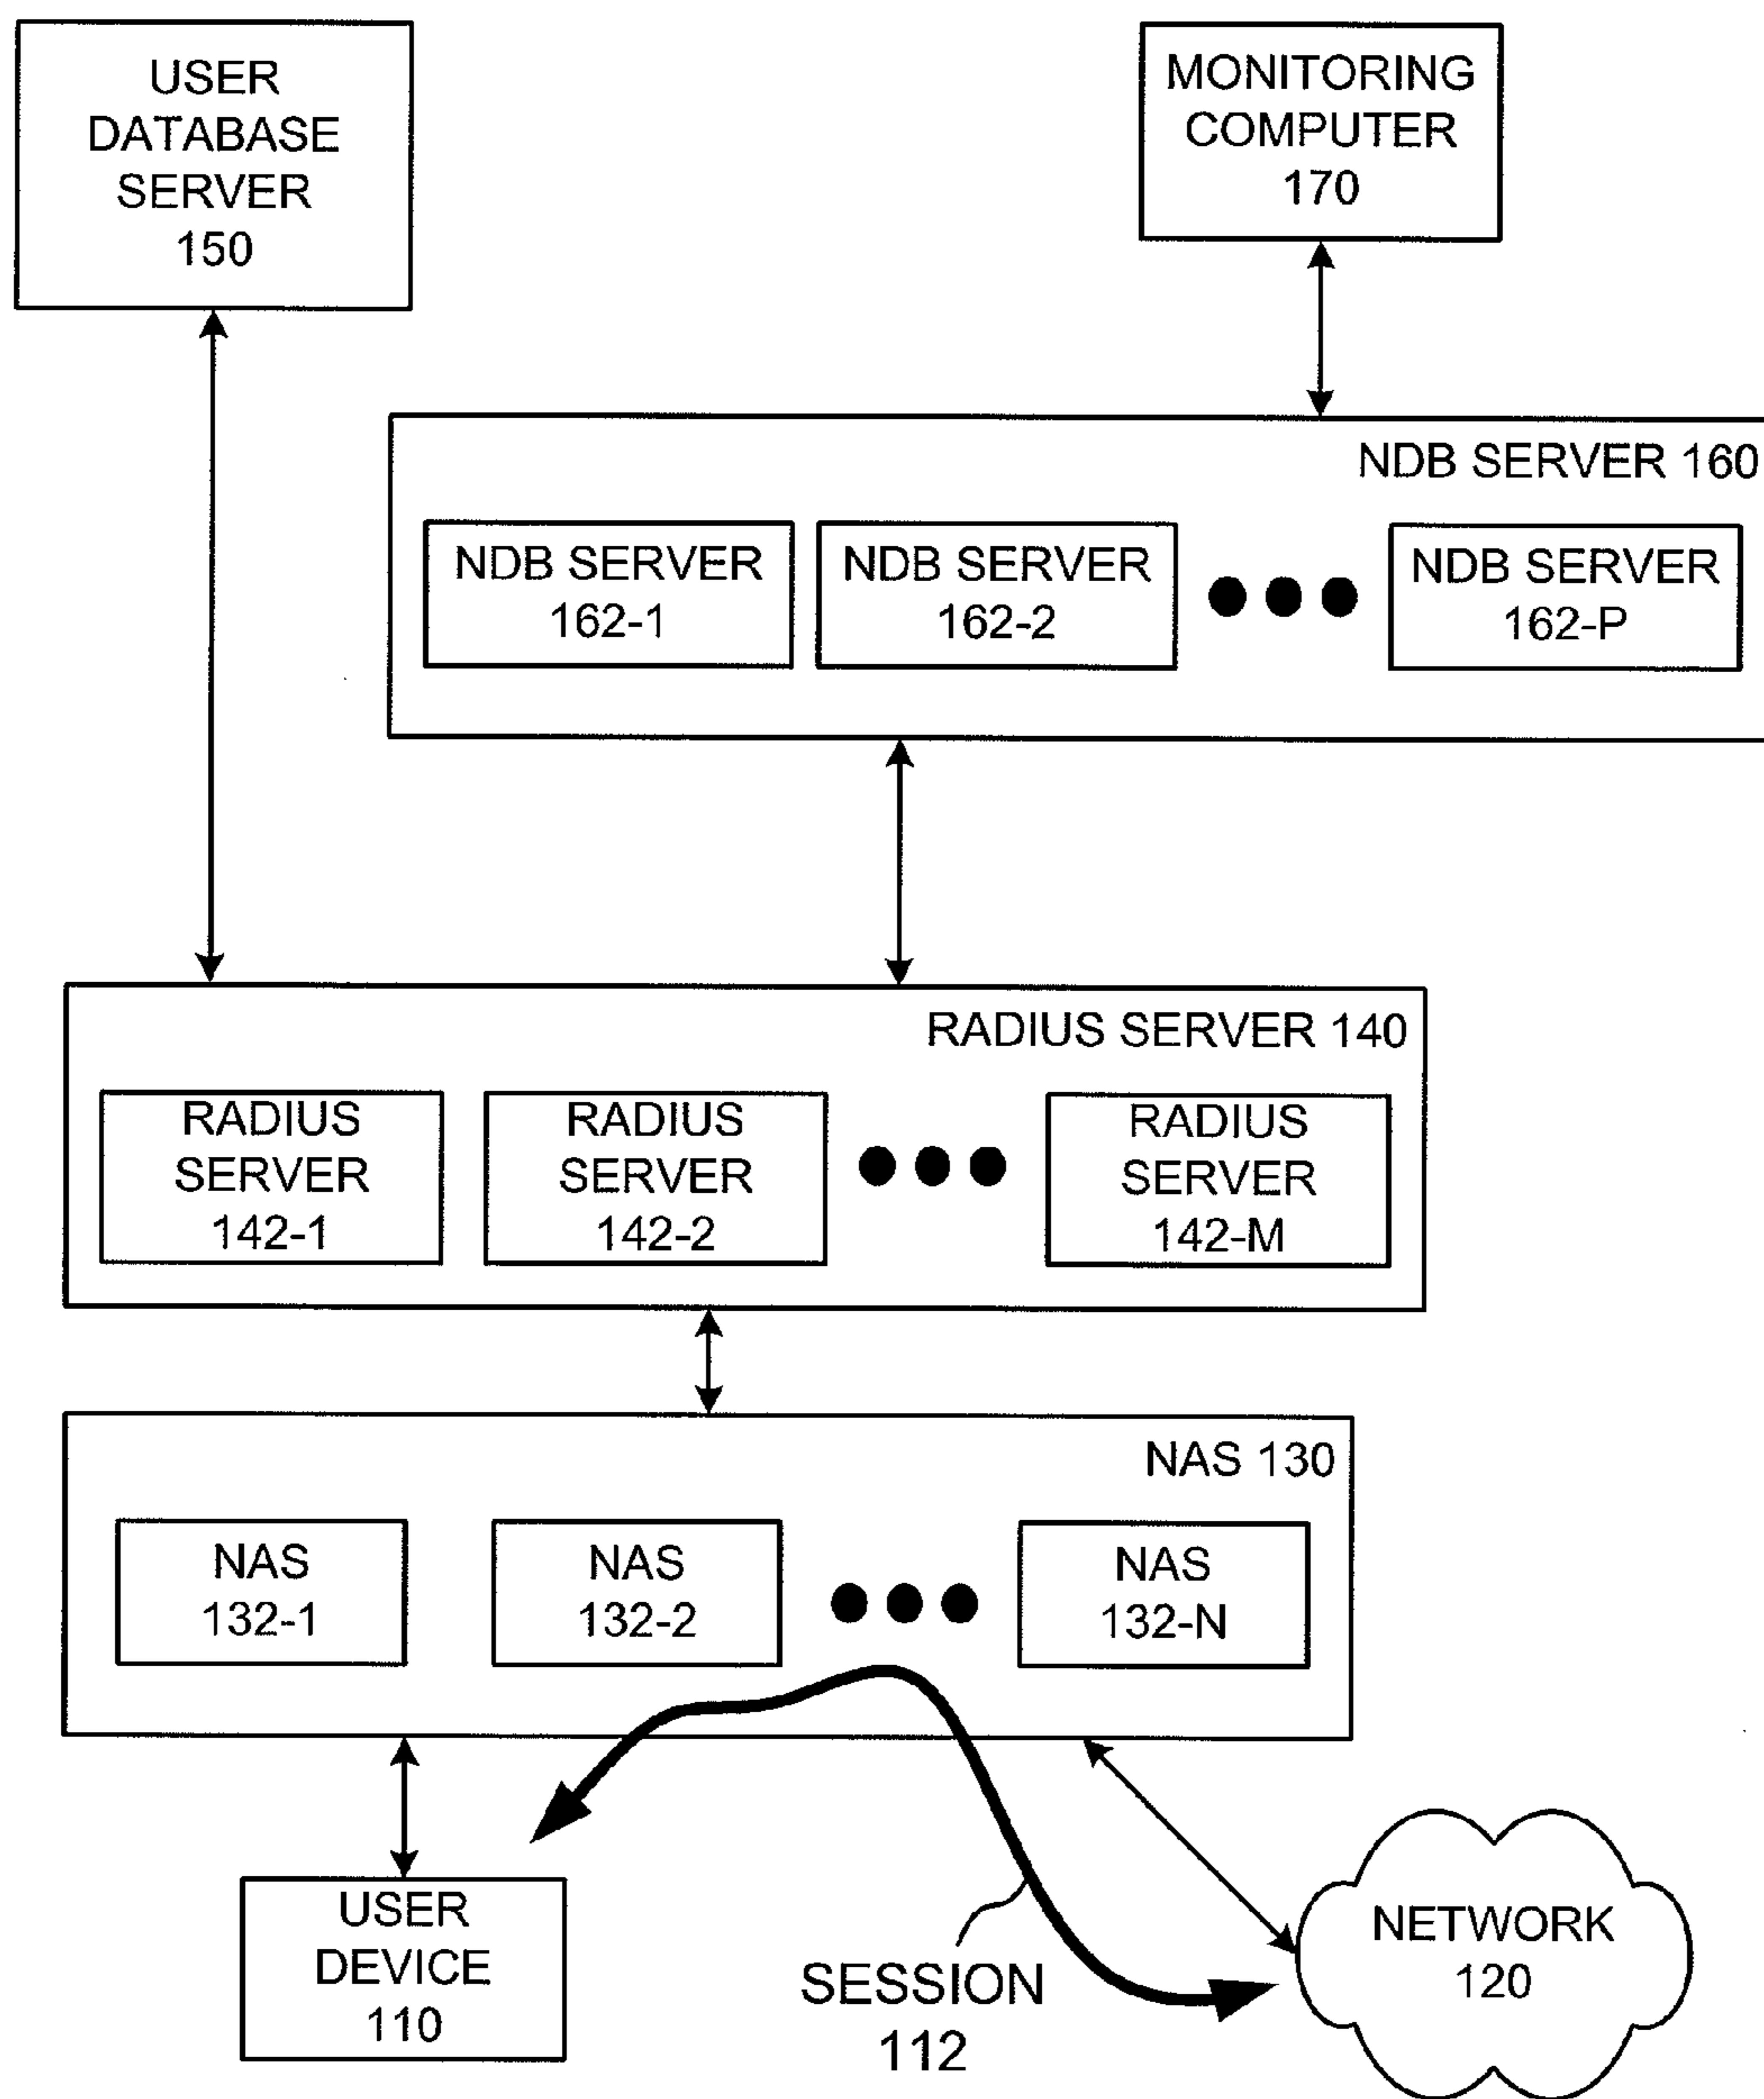 USER
DATABASE
SERVER
150
MONITORING
COMPUTER
170
NDB SERVER 160
NDB SERVER
162-1
NDB SERVER
162-2
NDB SERVER
162-P
RADIUS SERVER 140
RADIUS
SERVER
142-1
RADIUS
SERVER
142-2
RADIUS
SERVER
142-M
NAS 130
NAS
132-1
NAS
132-2
NAS
132-N
USER
DEVICE
110
SESSION
112
NETWORK
120